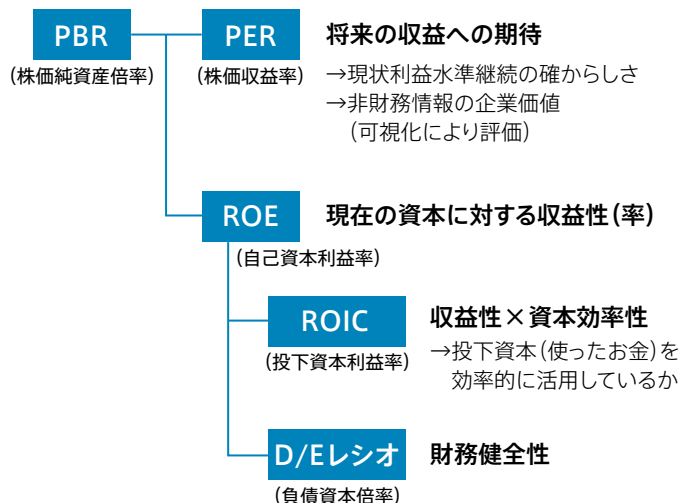 PBR
(株価純資産倍率)
PER
(株価収益率)
将来の収益への期待
→現状利益水準継続の確からしさ
→非財務情報の企業価値
(可視化により評価)
ROE
(自己資本利益率)
現在の資本に対する収益性(率)
ROIC
(投下資本利益率)
収益性×資本効率性
→投下資本(使ったお金)を
効率的に活用しているか
D/Eレシオ
(負債資本倍率)
財務健全性